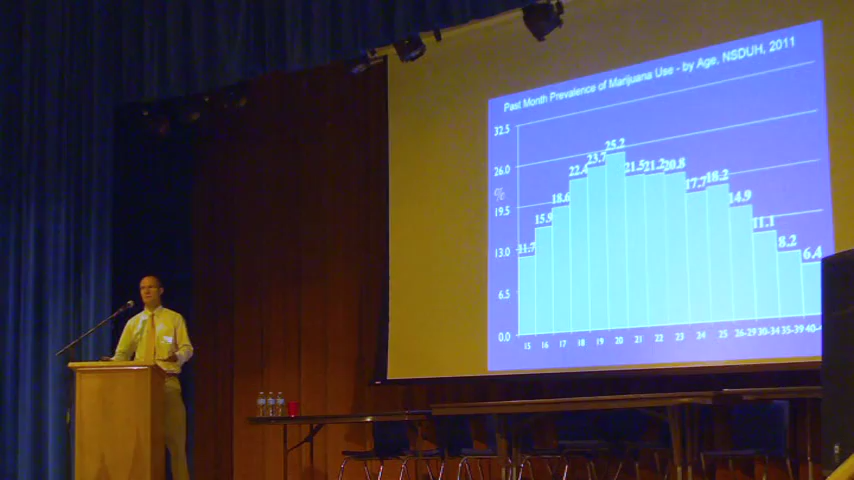 Past Month Prevalence of Marijuana Use - by Age, NSDUH, 2011
32.5
26.0
%
19.5
13.0
6.5
0.0
11.7 15.9 18.6 22.4 23.7 25.2 21.5 21.2 20.8 17.7 18.2 14.9 11.1 8.2 6.4
15 16 17 18 19 20 21 22 23 24 25 26-29 30-34 35-39 40-4